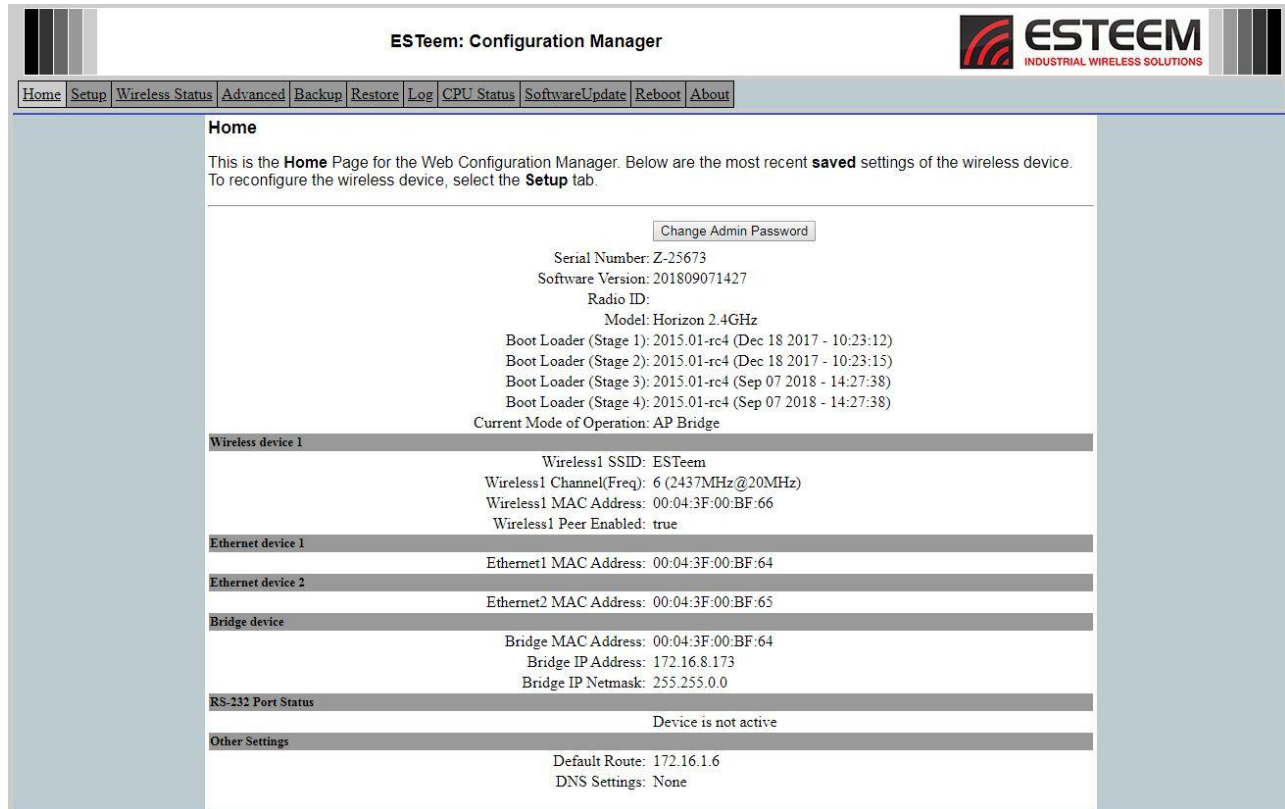 ESTeem: Configuration Manager
ESTEEM
INDUSTRIAL WIRELESS SOLUTIONS
Home Setup Wireless Status Advanced Backup Restore Log CPU Status SoftwareUpdate Reboot About
Home
This is the Home Page for the Web Configuration Manager. Below are the most recent saved settings of the wireless device.
To reconfigure the wireless device, select the Setup tab.
Change Admin Password
Serial Number: Z-25673
Software Version: 201809071427
Radio ID:
Model: Horizon 2.4GHz
Boot Loader (Stage 1): 2015.01-rc4 (Dec 18 2017 - 10:23:12)
Boot Loader (Stage 2): 2015.01-rc4 (Dec 18 2017 - 10:23:15)
Boot Loader (Stage 3): 2015.01-rc4 (Sep 07 2018 - 14:27:38)
Boot Loader (Stage 4): 2015.01-rc4 (Sep 07 2018 - 14:27:38)
Current Mode of Operation: AP Bridge
Wireless device 1
Wireless1 SSID: ESTeem
Wireless1 Channel(Freq): 6 (2437MHz@20MHz)
Wireless1 MAC Address: 00:04:3F:00:BF:66
Wireless1 Peer Enabled: true
Ethernet device 1
Ethernet1 MAC Address: 00:04:3F:00:BF:64
Ethernet device 2
Ethernet2 MAC Address: 00:04:3F:00:BF:65
Bridge device
Bridge MAC Address: 00:04:3F:00:BF:64
Bridge IP Address: 172.16.8.173
Bridge IP Netmask: 255.255.0.0
RS-232 Port Status
Device is not active
Other Settings
Default Route: 172.16.1.6
DNS Settings: None